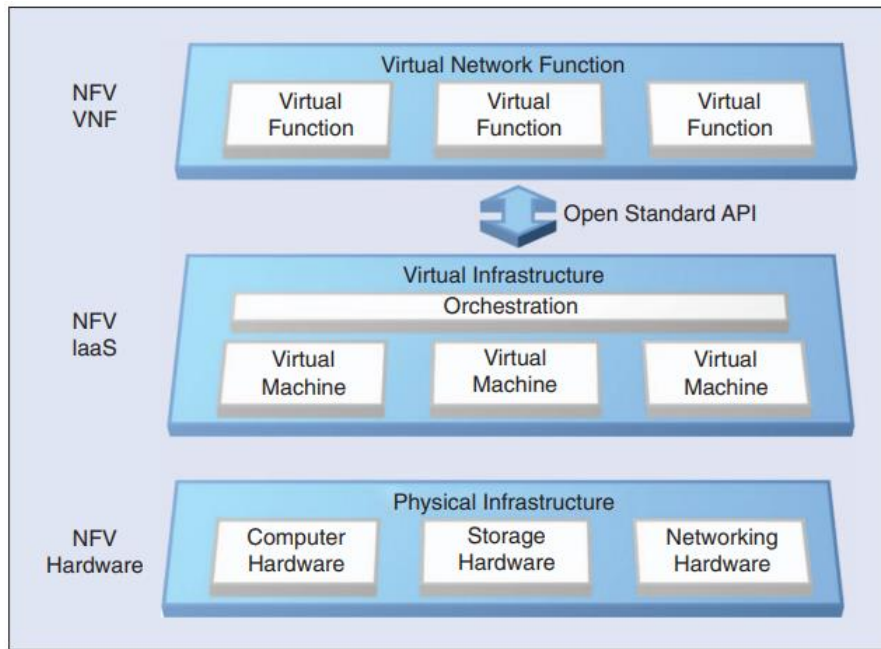 Virtual Network Function
NFV
VNF
Virtual
Function
Virtual
Function
Virtual
Function
Open Standard API
Virtual Infrastructure
Orchestration
NFV
IaaS
Virtual
Machine
Virtual
Machine
Virtual
Machine
Physical Infrastructure
NFV
Hardware
Computer
Hardware
Storage
Hardware
Networking
Hardware